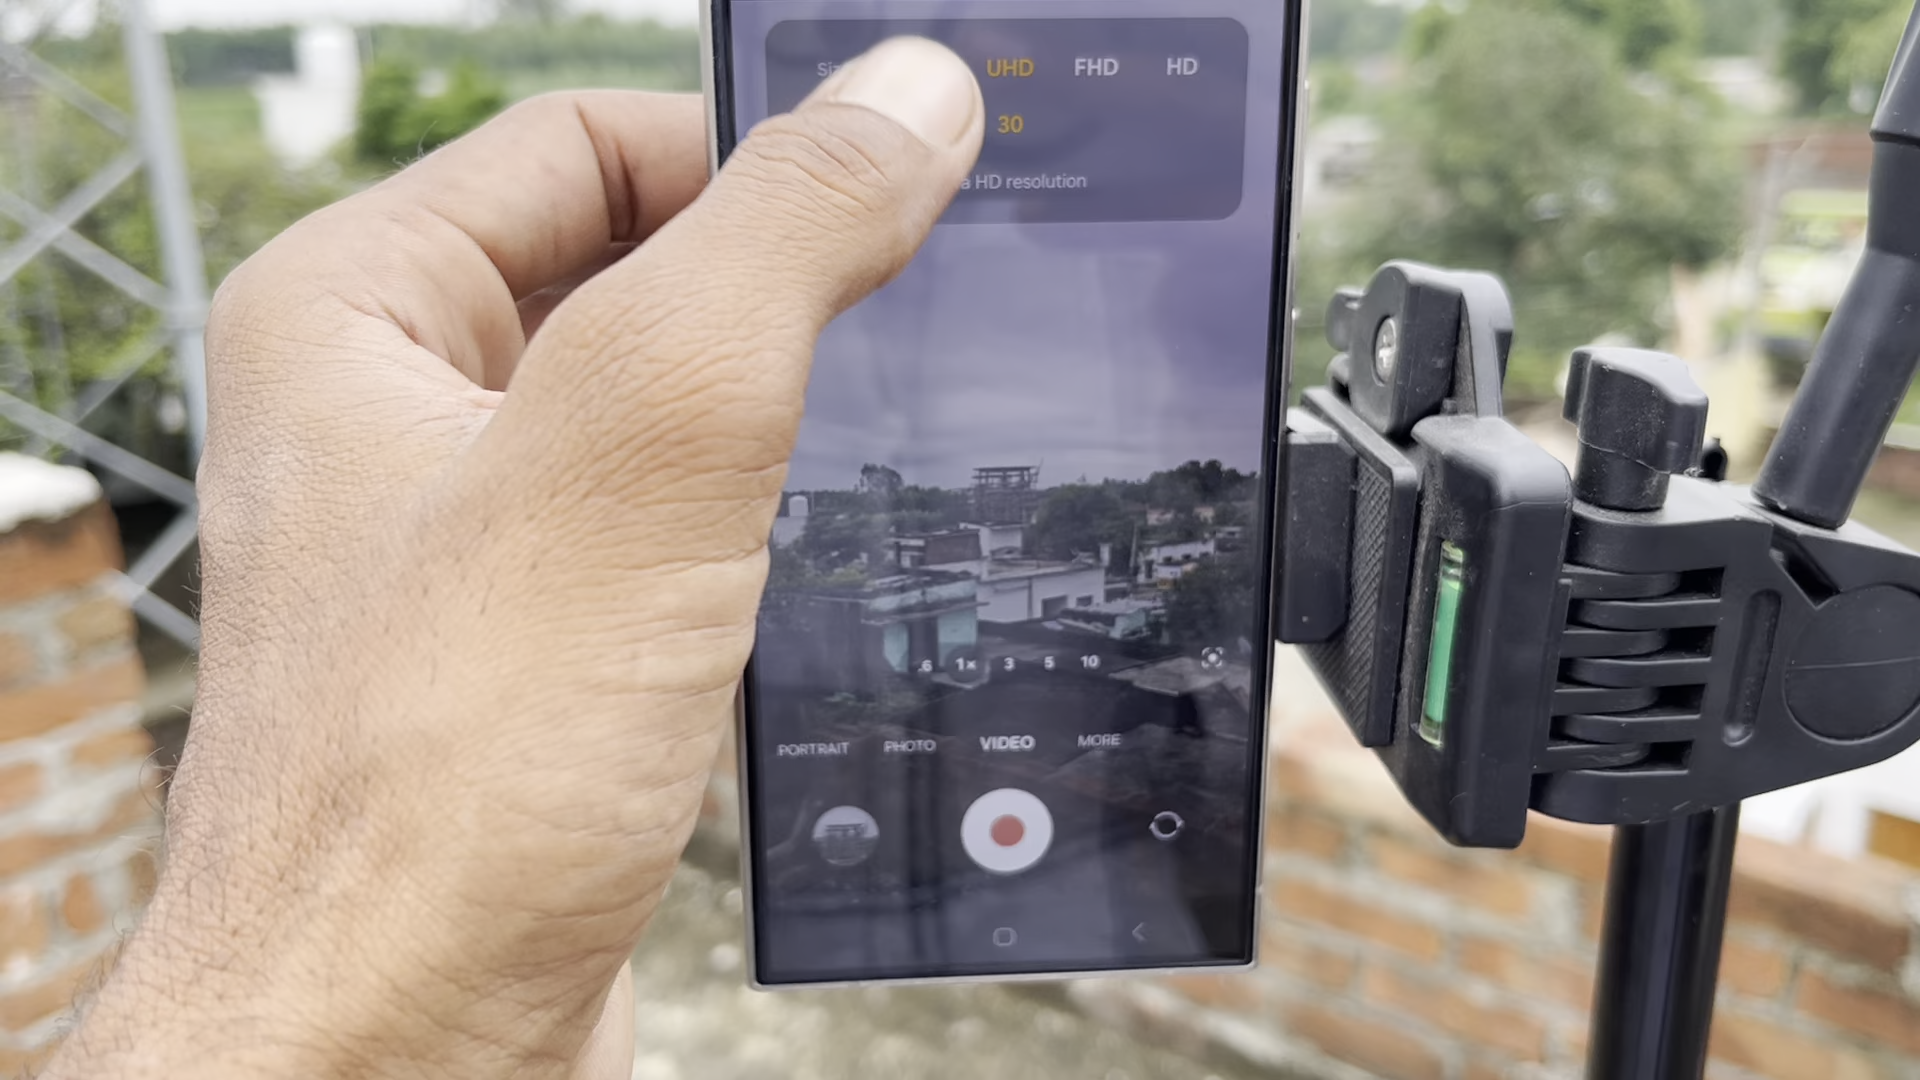 UHD FHD HD
30
HD resolution
.6 1× 3 5 10
PORTRAIT PHOTO VIDEO MORE